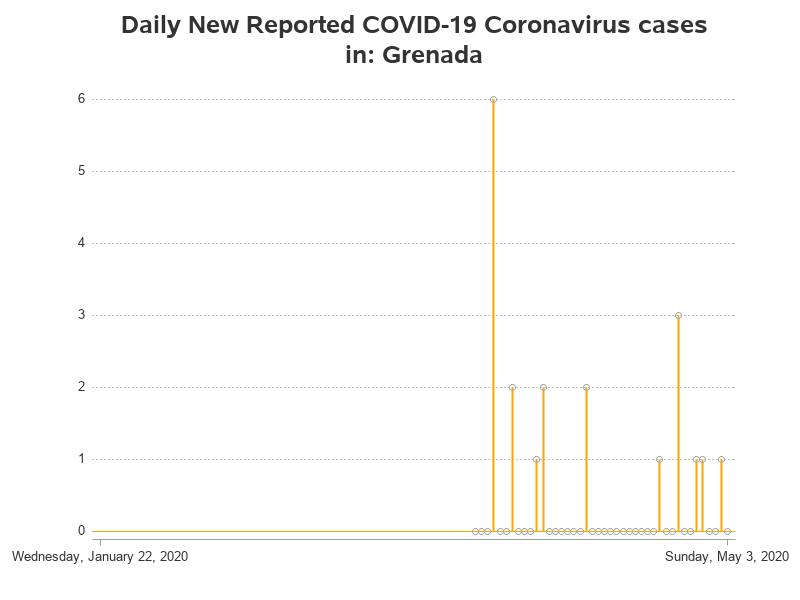 Daily New Reported COVID-19 Coronavirus cases
in: Grenada
6
5
4
3
2
1
0
Wednesday, January 22, 2020
Sunday, May 3, 2020